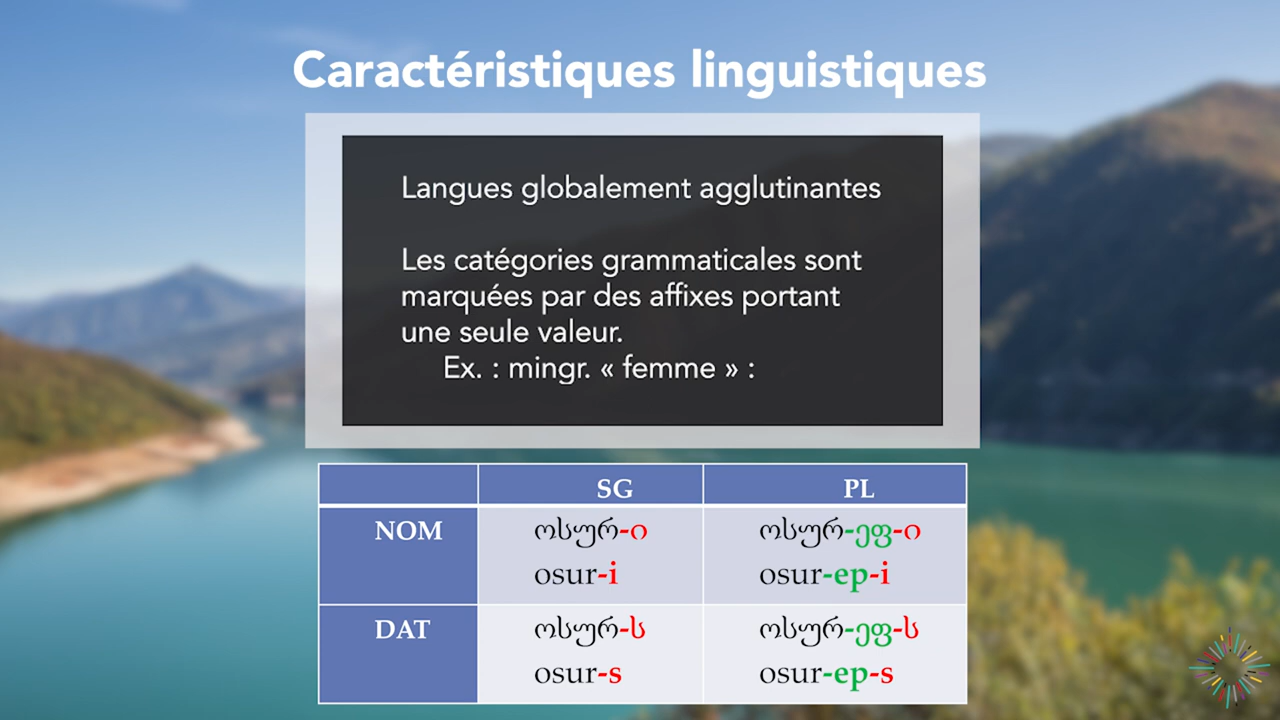 Caractéristiques linguistiques
Langues globalement agglutinantes
Les catégories grammaticales sont
marquées par des affixes portant
une seule valeur.
Ex. : mingr. « femme » :
SG PL
NOM ოსურ-ი ოსურ-ეფ-ი
osur-i osur-ep-i
DAT ოსურ-ს ოსურ-ეფ-ს
osur-s osur-ep-s